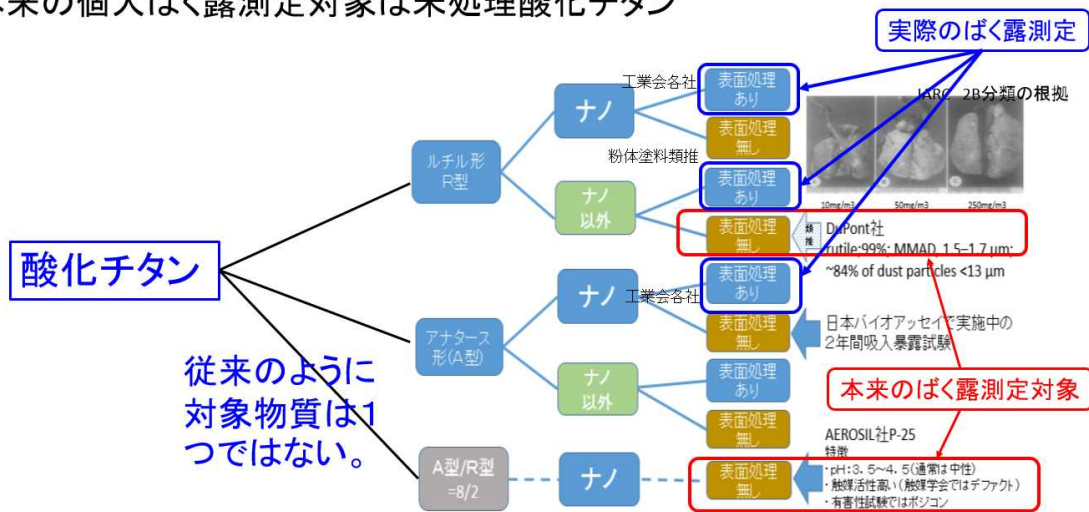 本来の個人ばく露測定対象は未処理酸化チタン
実際のばく露測定
工業会各社
表面処理
あり
IARC 2B分類の根拠
ナノ
表面処理
無し
粉体塗料類推
ルチル形
R型
表面処理
あり
10mg/m3
50mg/m3
250mg/m3
ナノ
以外
表面処理
無し
類
推
DuPont社
rutile;99%; MMAD, 1.5–1.7 μm;
~84% of dust particles <13 μm
酸化チタン
工業会各社
表面処理
あり
ナノ
表面処理
無し
日本バイオアッセイで実施中の
2年間吸入暴露試験
アナタース
形(A型)
従来のように
対象物質は1
つではない。
ナノ
以外
表面処理
あり
本来のばく露測定対象
表面処理
無し
AEROSIL社P-25
特徴
・pH:3.5~4.5(通常は中性)
・触媒活性高い(触媒学会ではデファクト)
・有害性試験ではポジコン
A型/R型
=8/2
ナノ
表面処理
無し